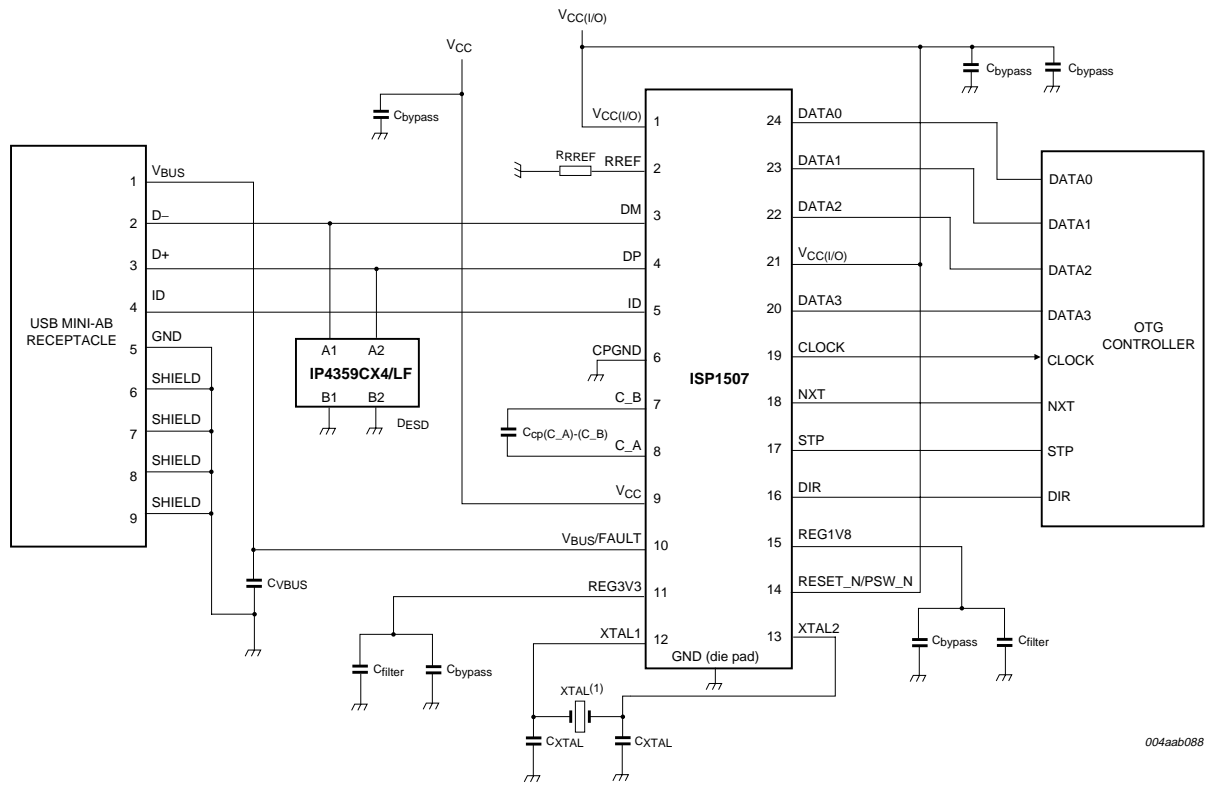 VCC(I/O)
VCC
Cbypass
Cbypass
Cbypass
USB MINI-AB
RECEPTACLE
1 VBUS
2 D–
3 D+
4 ID
5 GND
6 SHIELD
7 SHIELD
8 SHIELD
9 SHIELD
CVBUS
A1 A2
IP4359CX4/LF
B1 B2
DESD
RRREF
Ccp(C_A)-(C_B)
ISP1507
VCC(I/O) 1
RREF 2
DM 3
DP 4
ID 5
CPGND 6
C_B 7
C_A 8
VCC 9
VBUS/FAULT 10
REG3V3 11
XTAL1 12
GND (die pad)
24 DATA0
23 DATA1
22 DATA2
21 VCC(I/O)
20 DATA3
19 CLOCK
18 NXT
17 STP
16 DIR
15 REG1V8
14 RESET_N/PSW_N
13 XTAL2
DATA0
DATA1
DATA2
DATA3
OTG
CONTROLLER
CLOCK
NXT
STP
DIR
Cfilter
Cbypass
XTAL(1)
CXTAL
CXTAL
Cbypass
Cfilter
004aab088